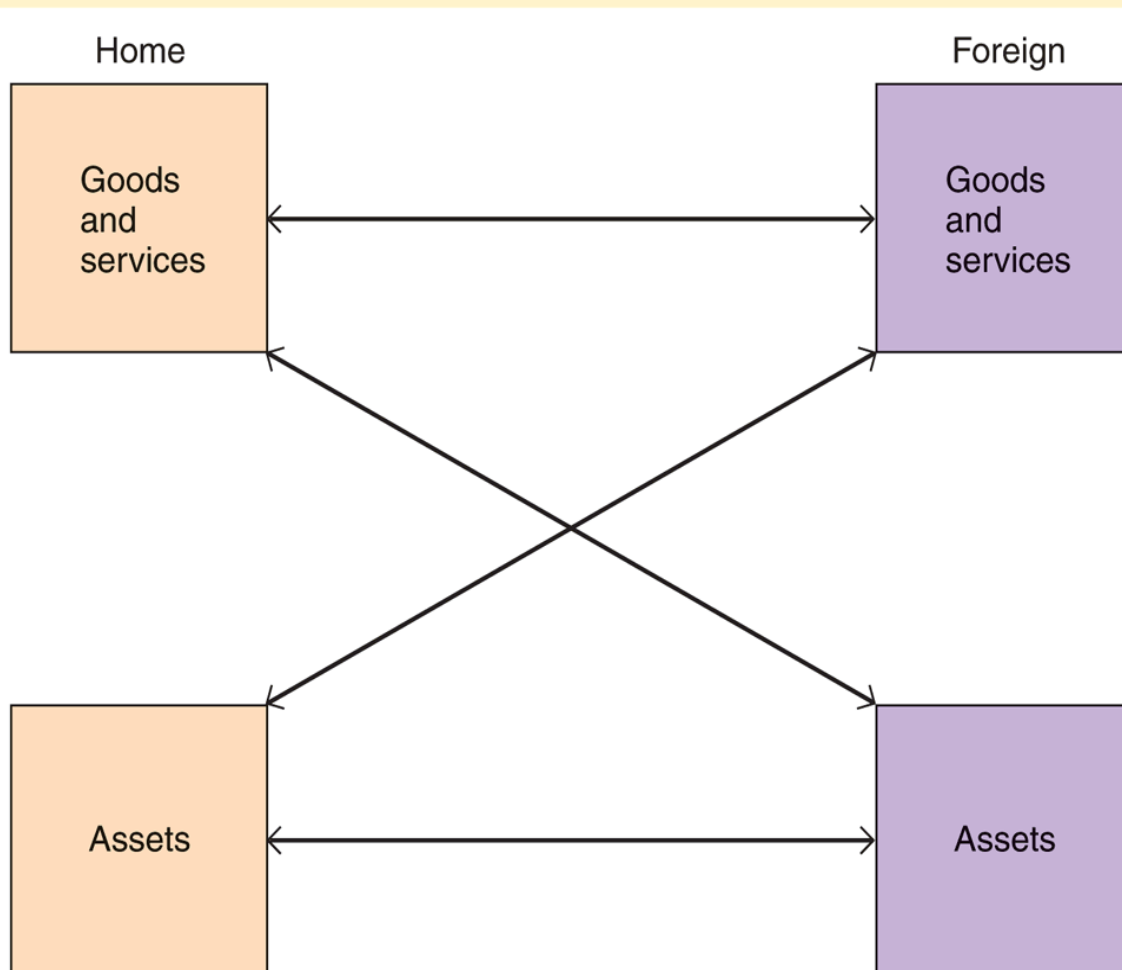 Home
Foreign
Goods
and
services
Goods
and
services
Assets
Assets